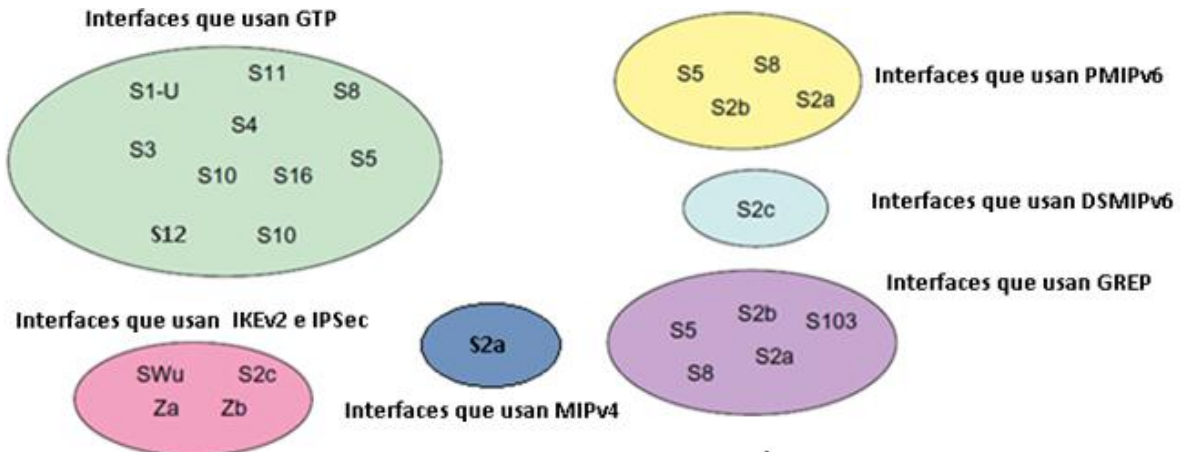 Interfaces que usan GTP
S1-U S11 S8
S4
S3 S5
S10 S16
S12 S10
S5 S8
S2b S2a
Interfaces que usan PMIPv6
S2c
Interfaces que usan DSMIPv6
Interfaces que usan GREP
S5 S2b S103
S8 S2a
Interfaces que usan IKEv2 e IPSec
SWu S2c
Za Zb
S2a
Interfaces que usan MIPv4